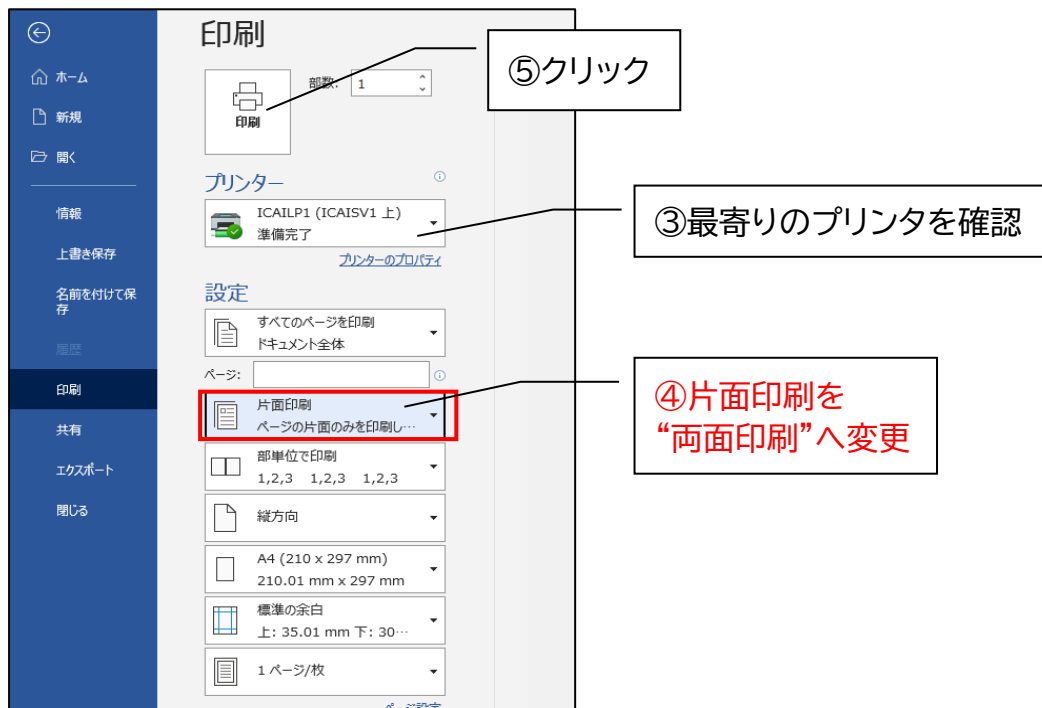 印刷
ホーム
新規
開く
情報
上書き保存
名前を付けて保
存
履歴
印刷
共有
エクスポート
閉じる
部数: 1
印刷
プリンター
ICAILP1 (ICAISV1 上)
準備完了
プリンターのプロパティ
設定
すべてのページを印刷
ドキュメント全体
ページ:
片面印刷
ページの片面のみを印刷し…
部単位で印刷
1,2,3 1,2,3 1,2,3
縦方向
A4 (210 x 297 mm)
210.01 mm x 297 mm
標準の余白
上: 35.01 mm 下: 30…
1 ページ/枚
ページ設定
⑤クリック
③最寄りのプリンタを確認
④片面印刷を
“両面印刷”へ変更